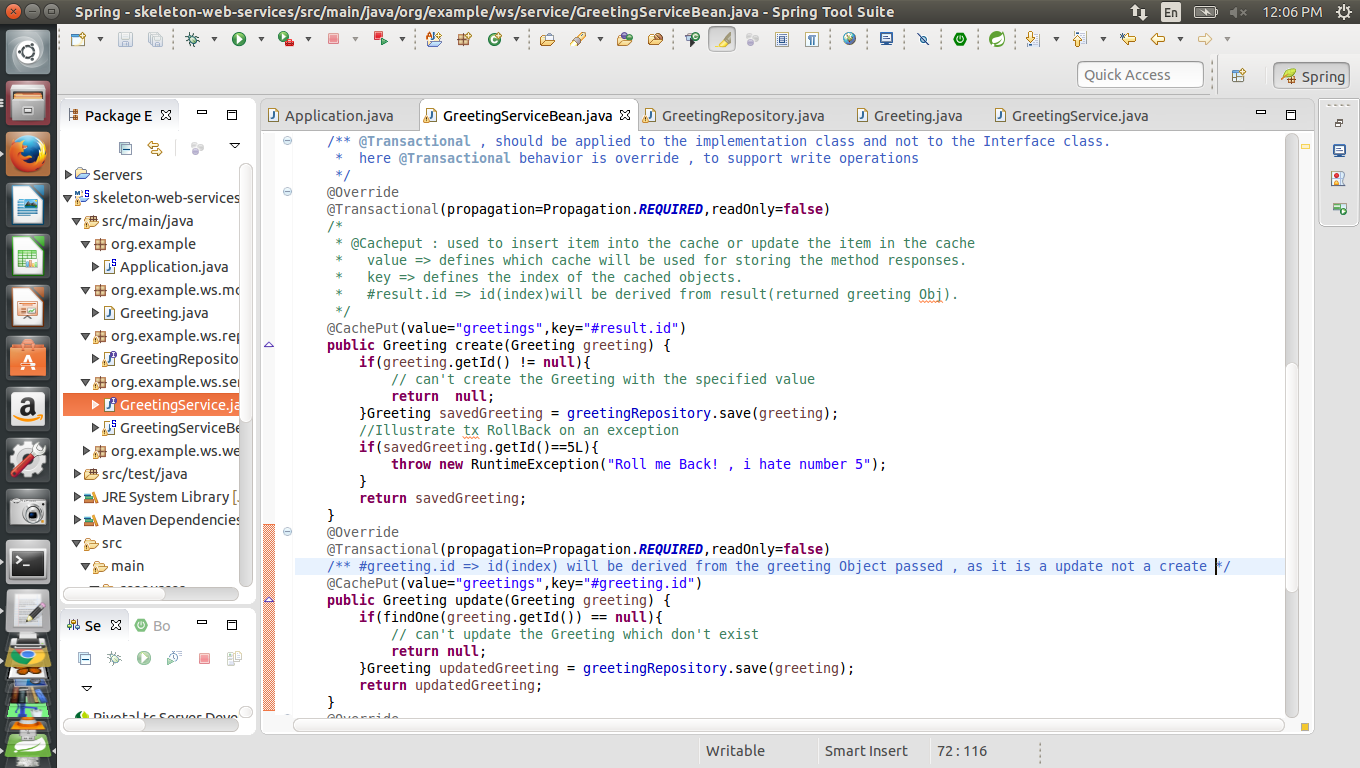 Spring - skeleton-web-services/src/main/java/org/example/ws/service/GreetingServiceBean.java - Spring Tool Suite
En
12:06 PM
Quick Access
Spring
Package E
Application.java
GreetingServiceBean.java
GreetingRepository.java
Greeting.java
GreetingService.java
Servers
skeleton-web-services
src/main/java
org.example
Application.java
org.example.ws.mo
Greeting.java
org.example.ws.rep
GreetingReposito
org.example.ws.ser
GreetingService.ja
GreetingServiceBe
org.example.ws.we
src/test/java
JRE System Library [
Maven Dependencies
src
main
/** @Transactional , should be applied to the implementation class and not to the Interface class.
* here @Transactional behavior is override , to support write operations
*/
@Override
@Transactional(propagation=Propagation.REQUIRED,readOnly=false)
/*
* @Cacheput : used to insert item into the cache or update the item in the cache
* value => defines which cache will be used for storing the method responses.
* key => defines the index of the cached objects.
* #result.id => id(index)will be derived from result(returned greeting Obj).
*/
@CachePut(value="greetings",key="#result.id")
public Greeting create(Greeting greeting) {
if(greeting.getId() != null){
// can't create the Greeting with the specified value
return  null;
}Greeting savedGreeting = greetingRepository.save(greeting);
//Illustrate tx RollBack on an exception
if(savedGreeting.getId()==5L){
throw new RuntimeException("Roll me Back! , i hate number 5");
}
return savedGreeting;
}
@Override
@Transactional(propagation=Propagation.REQUIRED,readOnly=false)
/** #greeting.id => id(index) will be derived from the greeting Object passed , as it is a update not a create */
@CachePut(value="greetings",key="#greeting.id")
public Greeting update(Greeting greeting) {
if(findOne(greeting.getId()) == null){
// can't update the Greeting which don't exist
return null;
}Greeting updatedGreeting = greetingRepository.save(greeting);
return updatedGreeting;
}
@Override
Se
Bo
Pivotal tc Server Deve
Writable
Smart Insert
72 : 116